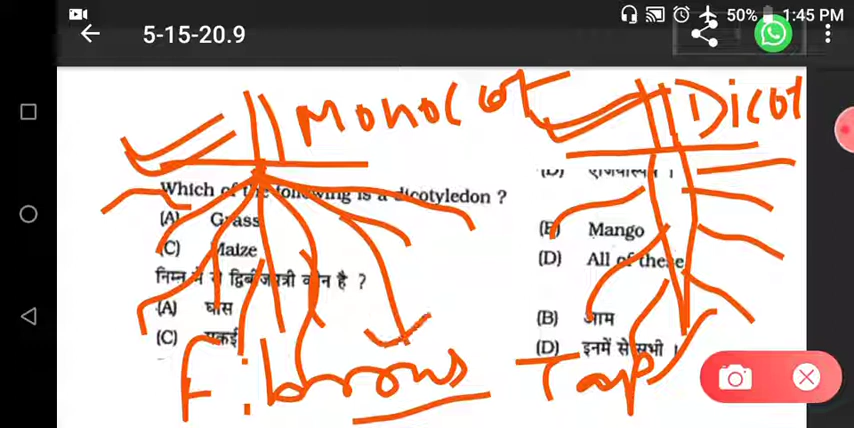 50% 1:45 PM
5-15-20.9
Monocot Dicot
Which of the following is a dicotyledon ?
(A) Grass (B) Mango
(C) Maize (D) All of these
निम्न में से द्विबीजपत्री कौन है ?
(A) घास (B) आम
(C) मकई (D) इनमें से सभी ।
Fibrous Tap